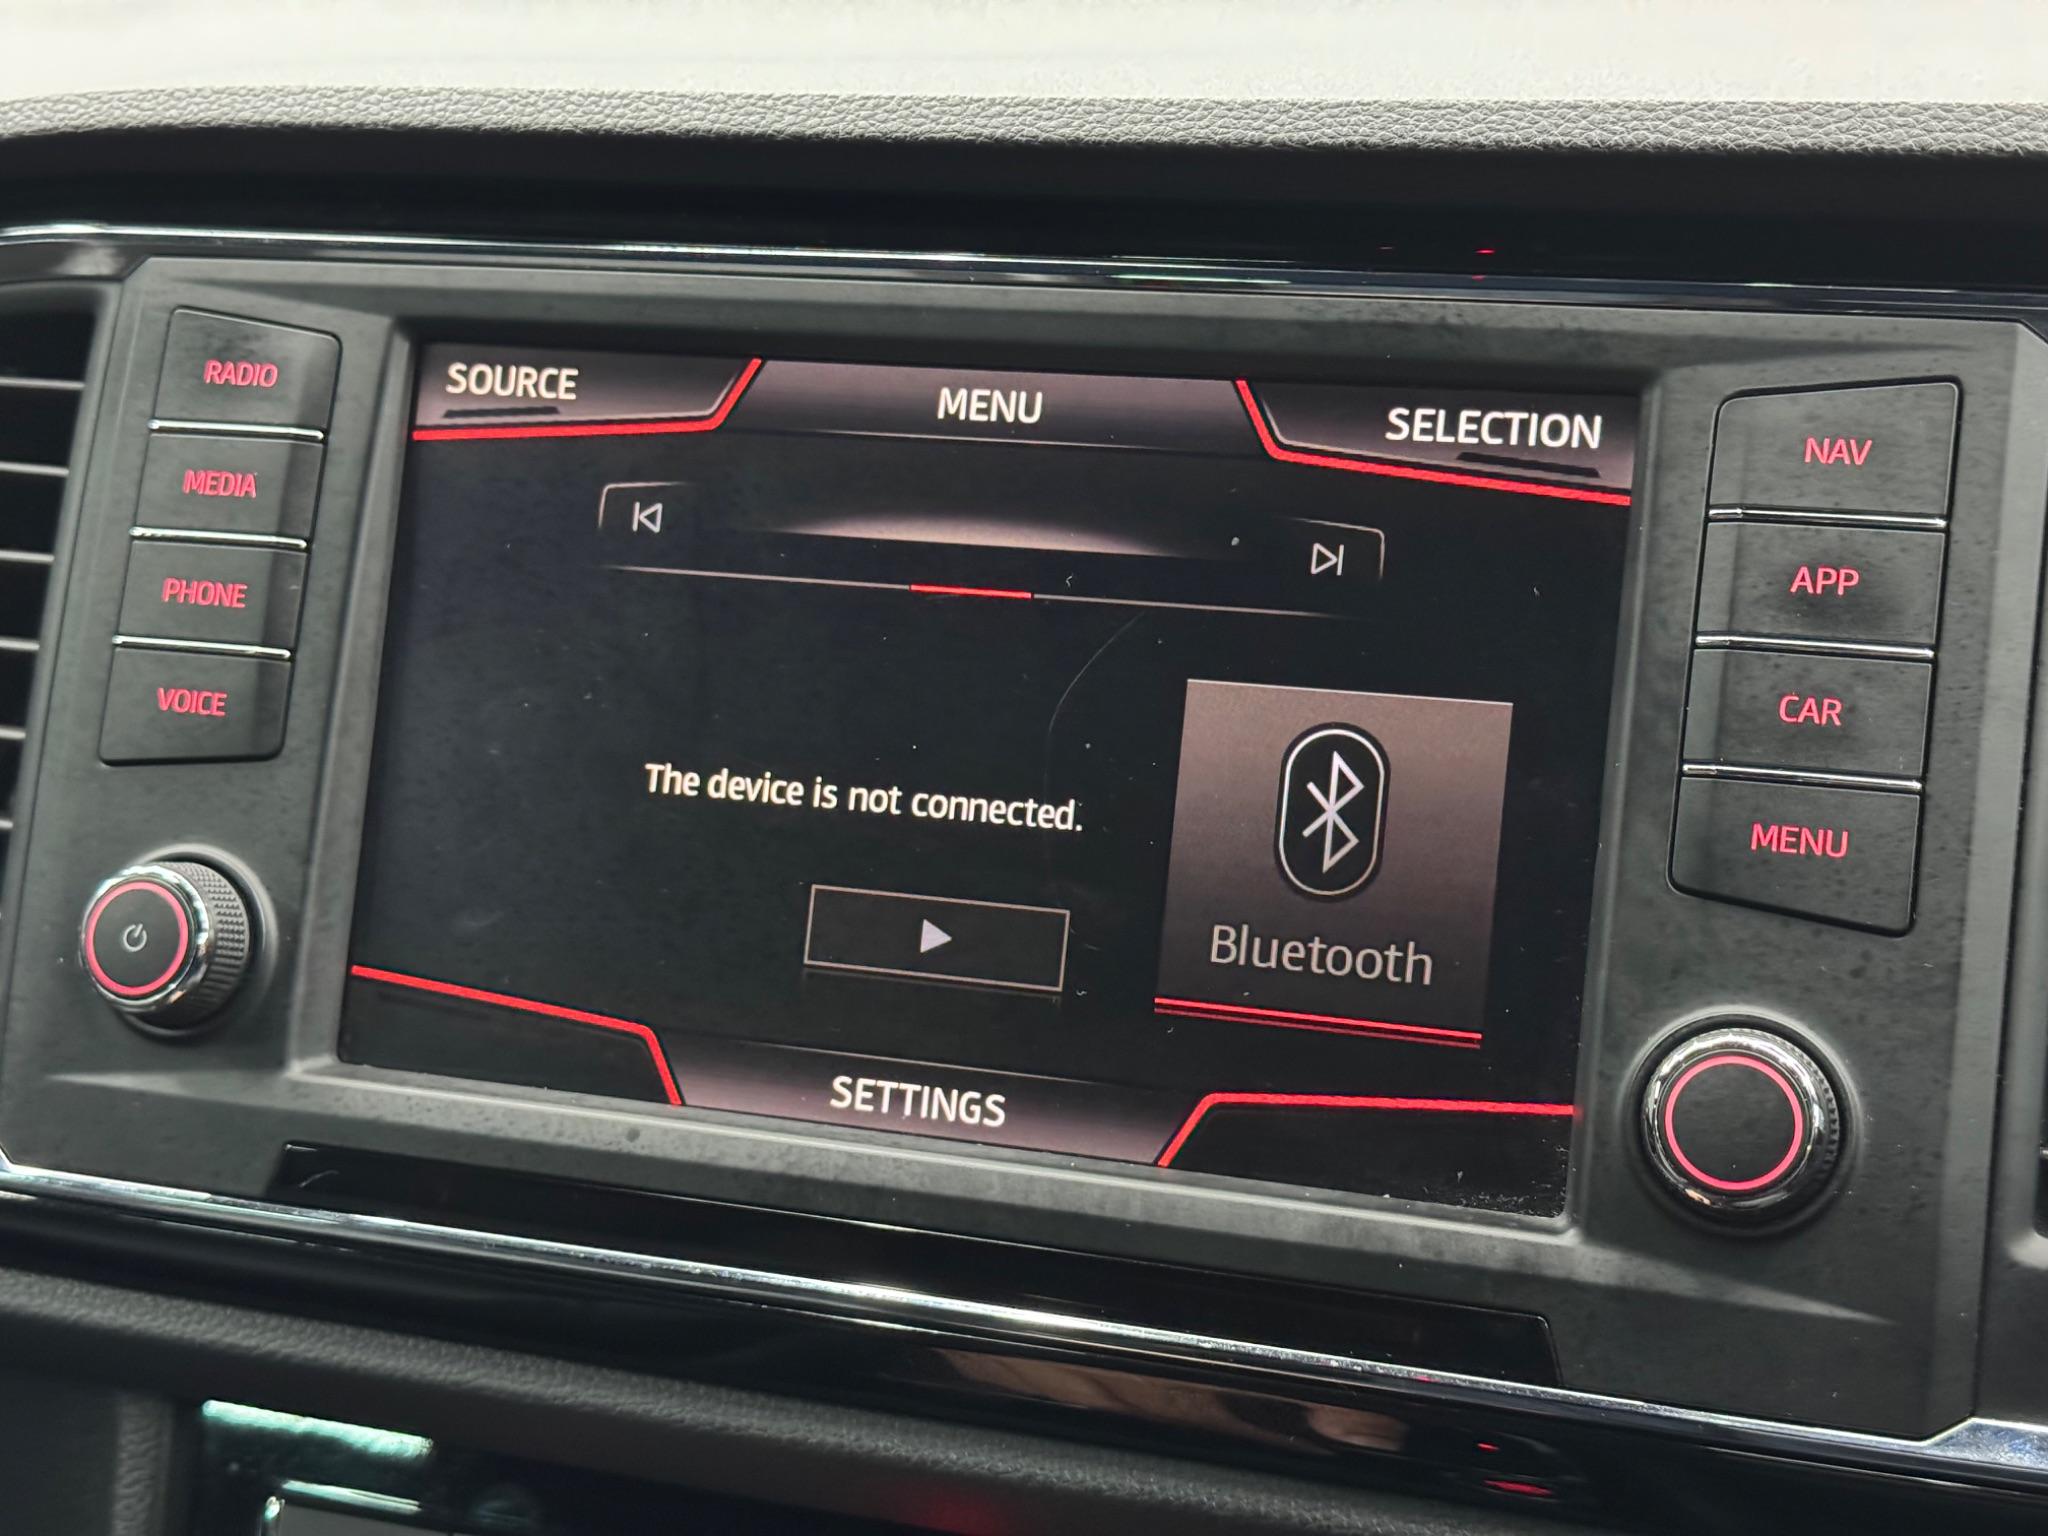 RADIO
MEDIA
PHONE
VOICE
SOURCE
MENU
SELECTION
The device is not connected.
Bluetooth
SETTINGS
NAV
APP
CAR
MENU